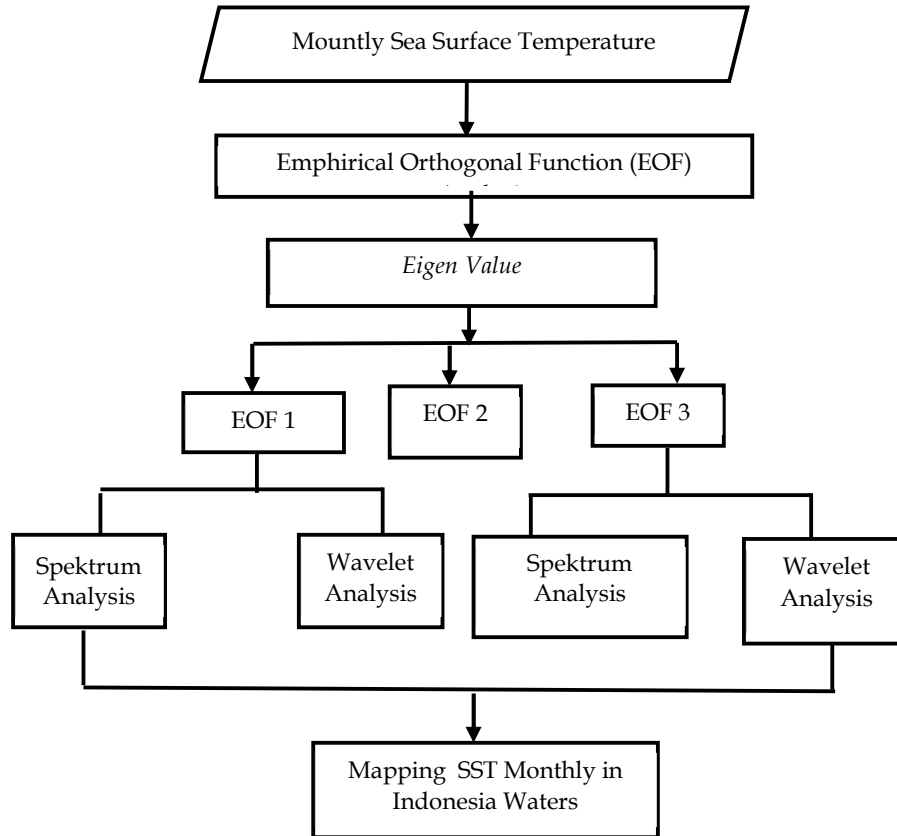 Mountly Sea Surface Temperature
Emphirical Orthogonal Function (EOF)
Eigen Value
EOF 1
EOF 2
EOF 3
Spektrum
Analysis
Wavelet
Analysis
Spektrum
Analysis
Wavelet
Analysis
Mapping SST Monthly in
Indonesia Waters